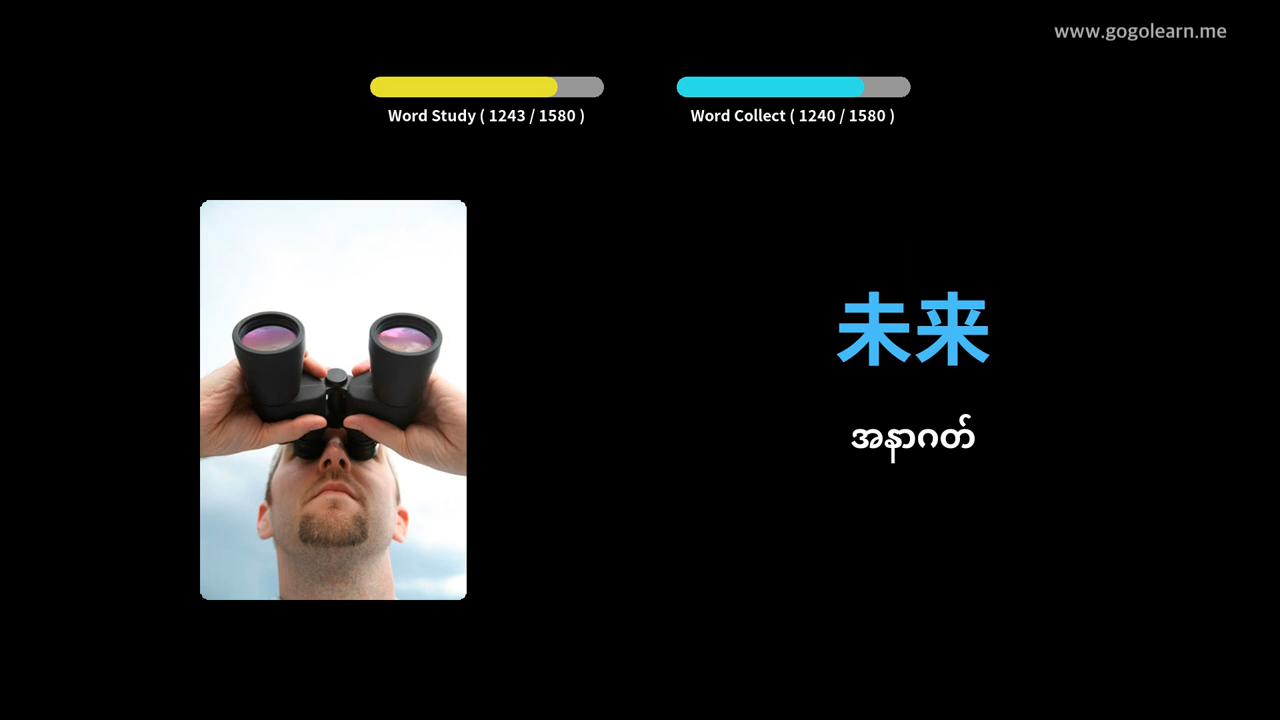 www.gogolearn.me
Word Study ( 1243 / 1580 )
Word Collect ( 1240 / 1580 )
未来
အနာဂတ်